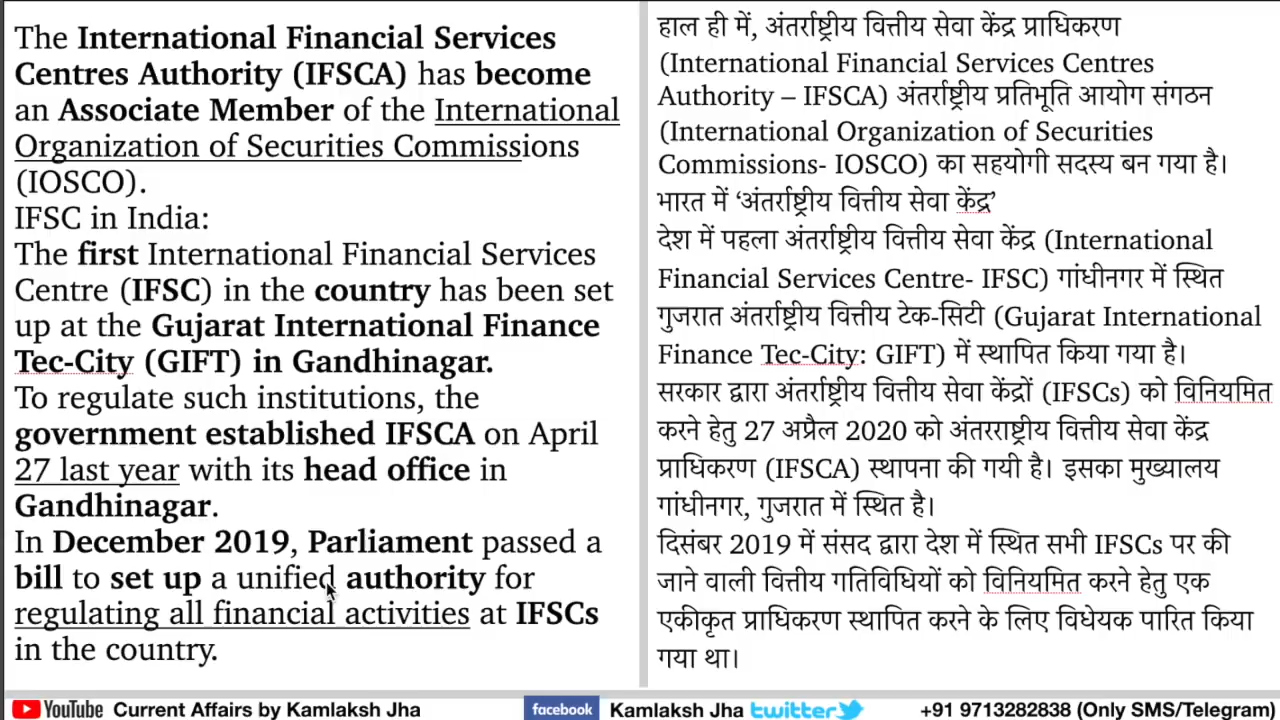 The International Financial Services
Centres Authority (IFSCA) has become
an Associate Member of the International
Organization of Securities Commissions
(IOSCO).
IFSC in India:
The first International Financial Services
Centre (IFSC) in the country has been set
up at the Gujarat International Finance
Tec-City (GIFT) in Gandhinagar.
To regulate such institutions, the
government established IFSCA on April
27 last year with its head office in
Gandhinagar.
In December 2019, Parliament passed a
bill to set up a unified authority for
regulating all financial activities at IFSCs
in the country.
हाल ही में, अंतर्राष्ट्रीय वित्तीय सेवा केंद्र प्राधिकरण
(International Financial Services Centres
Authority – IFSCA) अंतर्राष्ट्रीय प्रतिभूति आयोग संगठन
(International Organization of Securities
Commissions- IOSCO) का सहयोगी सदस्य बन गया है।
भारत में ‘अंतर्राष्ट्रीय वित्तीय सेवा केंद्र’
देश में पहला अंतर्राष्ट्रीय वित्तीय सेवा केंद्र (International
Financial Services Centre- IFSC) गांधीनगर में स्थित
गुजरात अंतर्राष्ट्रीय वित्तीय टेक-सिटी (Gujarat International
Finance Tec-City: GIFT) में स्थापित किया गया है।
सरकार द्वारा अंतर्राष्ट्रीय वित्तीय सेवा केंद्रों (IFSCs) को विनियमित
करने हेतु 27 अप्रैल 2020 को अंतरराष्ट्रीय वित्तीय सेवा केंद्र
प्राधिकरण (IFSCA) स्थापना की गयी है। इसका मुख्यालय
गांधीनगर, गुजरात में स्थित है।
दिसंबर 2019 में संसद द्वारा देश में स्थित सभी IFSCs पर की
जाने वाली वित्तीय गतिविधियों को विनियमित करने हेतु एक
एकीकृत प्राधिकरण स्थापित करने के लिए विधेयक पारित किया
गया था।
YouTube Current Affairs by Kamlaksh Jha facebook Kamlaksh Jha twitter +91 9713282838 (Only SMS/Telegram)